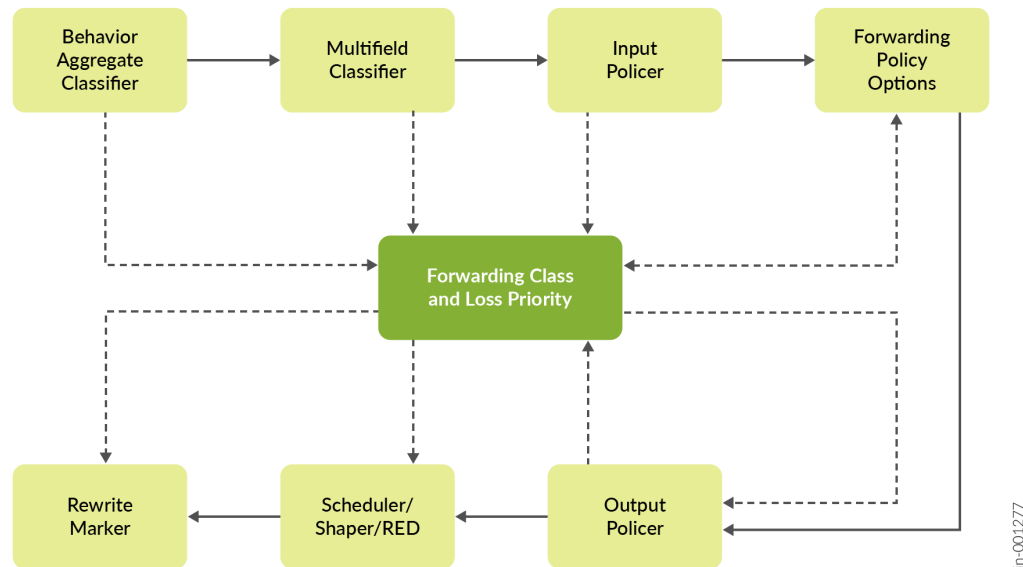 Behavior
Aggregate
Classifier
Multifield
Classifier
Input
Policer
Forwarding
Policy
Options
Forwarding Class
and Loss Priority
Rewrite
Marker
Scheduler/
Shaper/RED
Output
Policer
n-001277